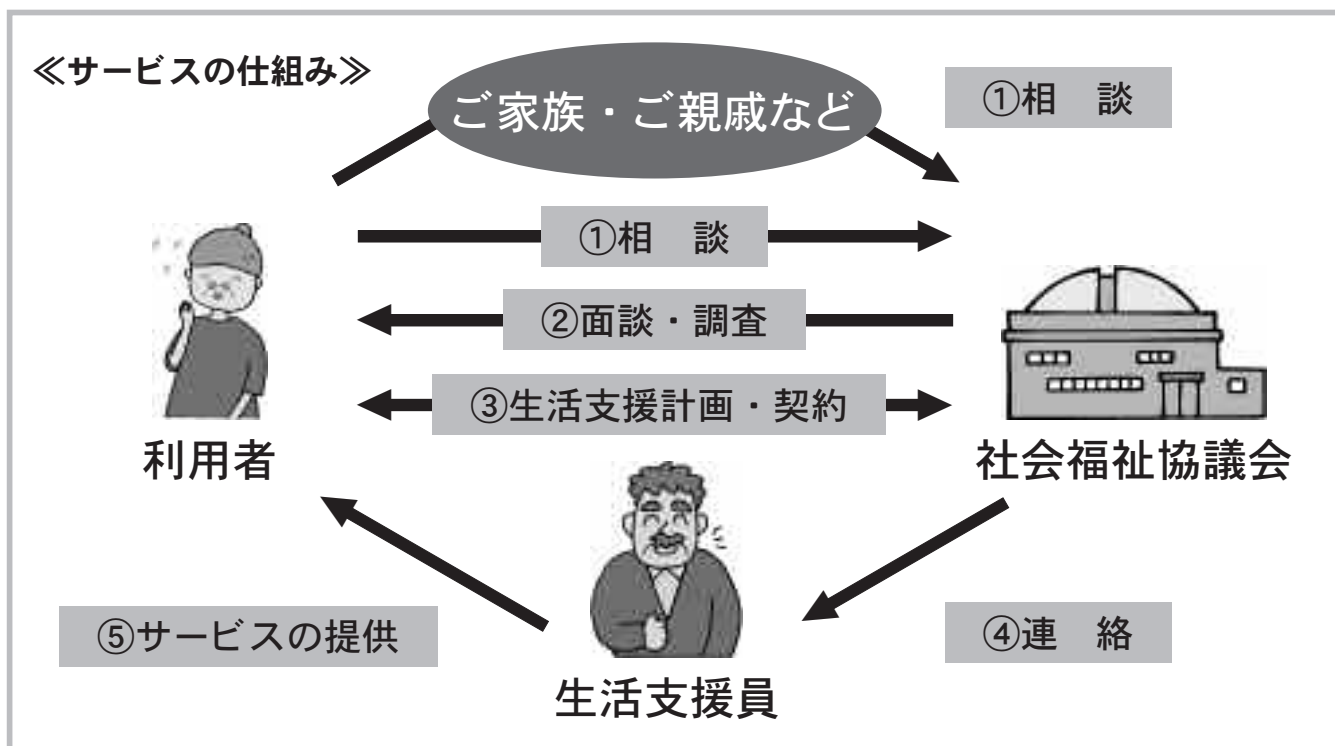 ≪サービスの仕組み≫
ご家族・ご親戚など
①相　談
①相　談
②面談・調査
③生活支援計画・契約
利用者
社会福祉協議会
⑤サービスの提供
④連　絡
生活支援員